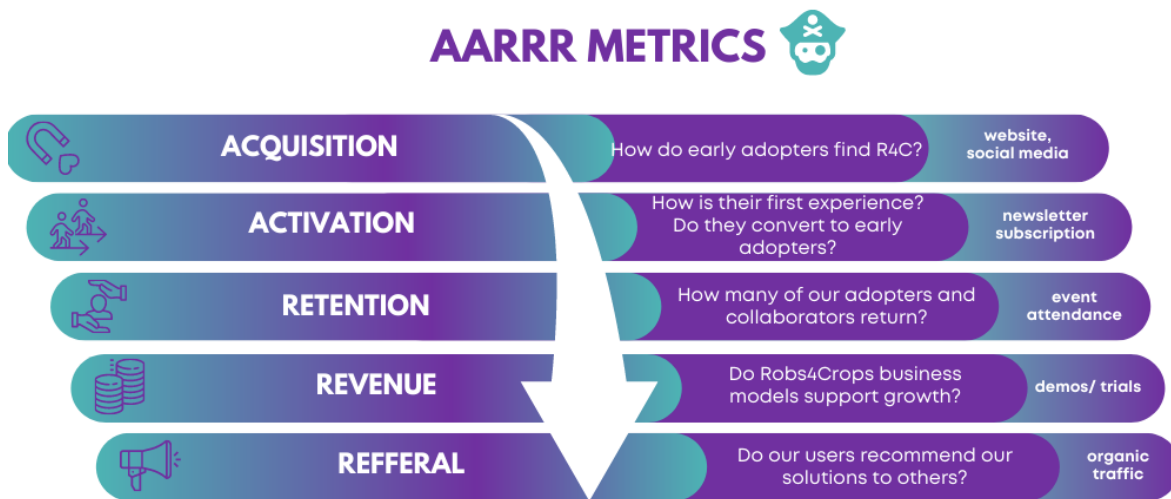 AARRR METRICS
ACQUISITION
How do early adopters find R4C?
website,
social media
ACTIVATION
How is their first experience?
Do they convert to early
adopters?
newsletter
subscription
RETENTION
How many of our adopters and
collaborators return?
event
attendance
REVENUE
Do Robs4Crops business
models support growth?
demos/ trials
REFFERAL
Do our users recommend our
solutions to others?
organic
traffic